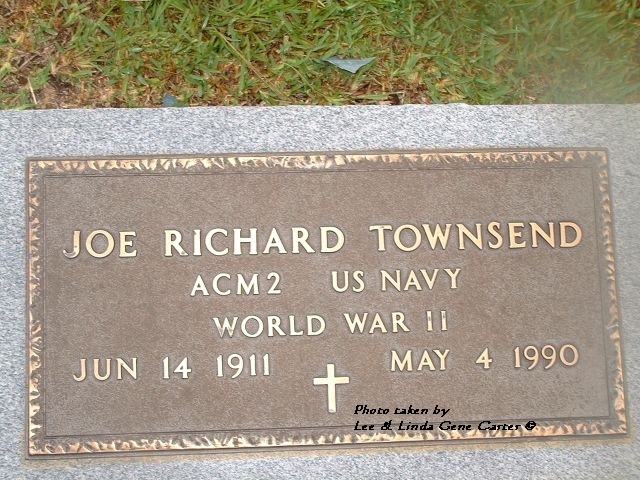 JOE RICHARD TOWNSEND
ACM2 US NAVY
WORLD WAR II
JUN 14 1911 MAY 4 1990
Photo taken by
Lee & Linda Gene Carter ©